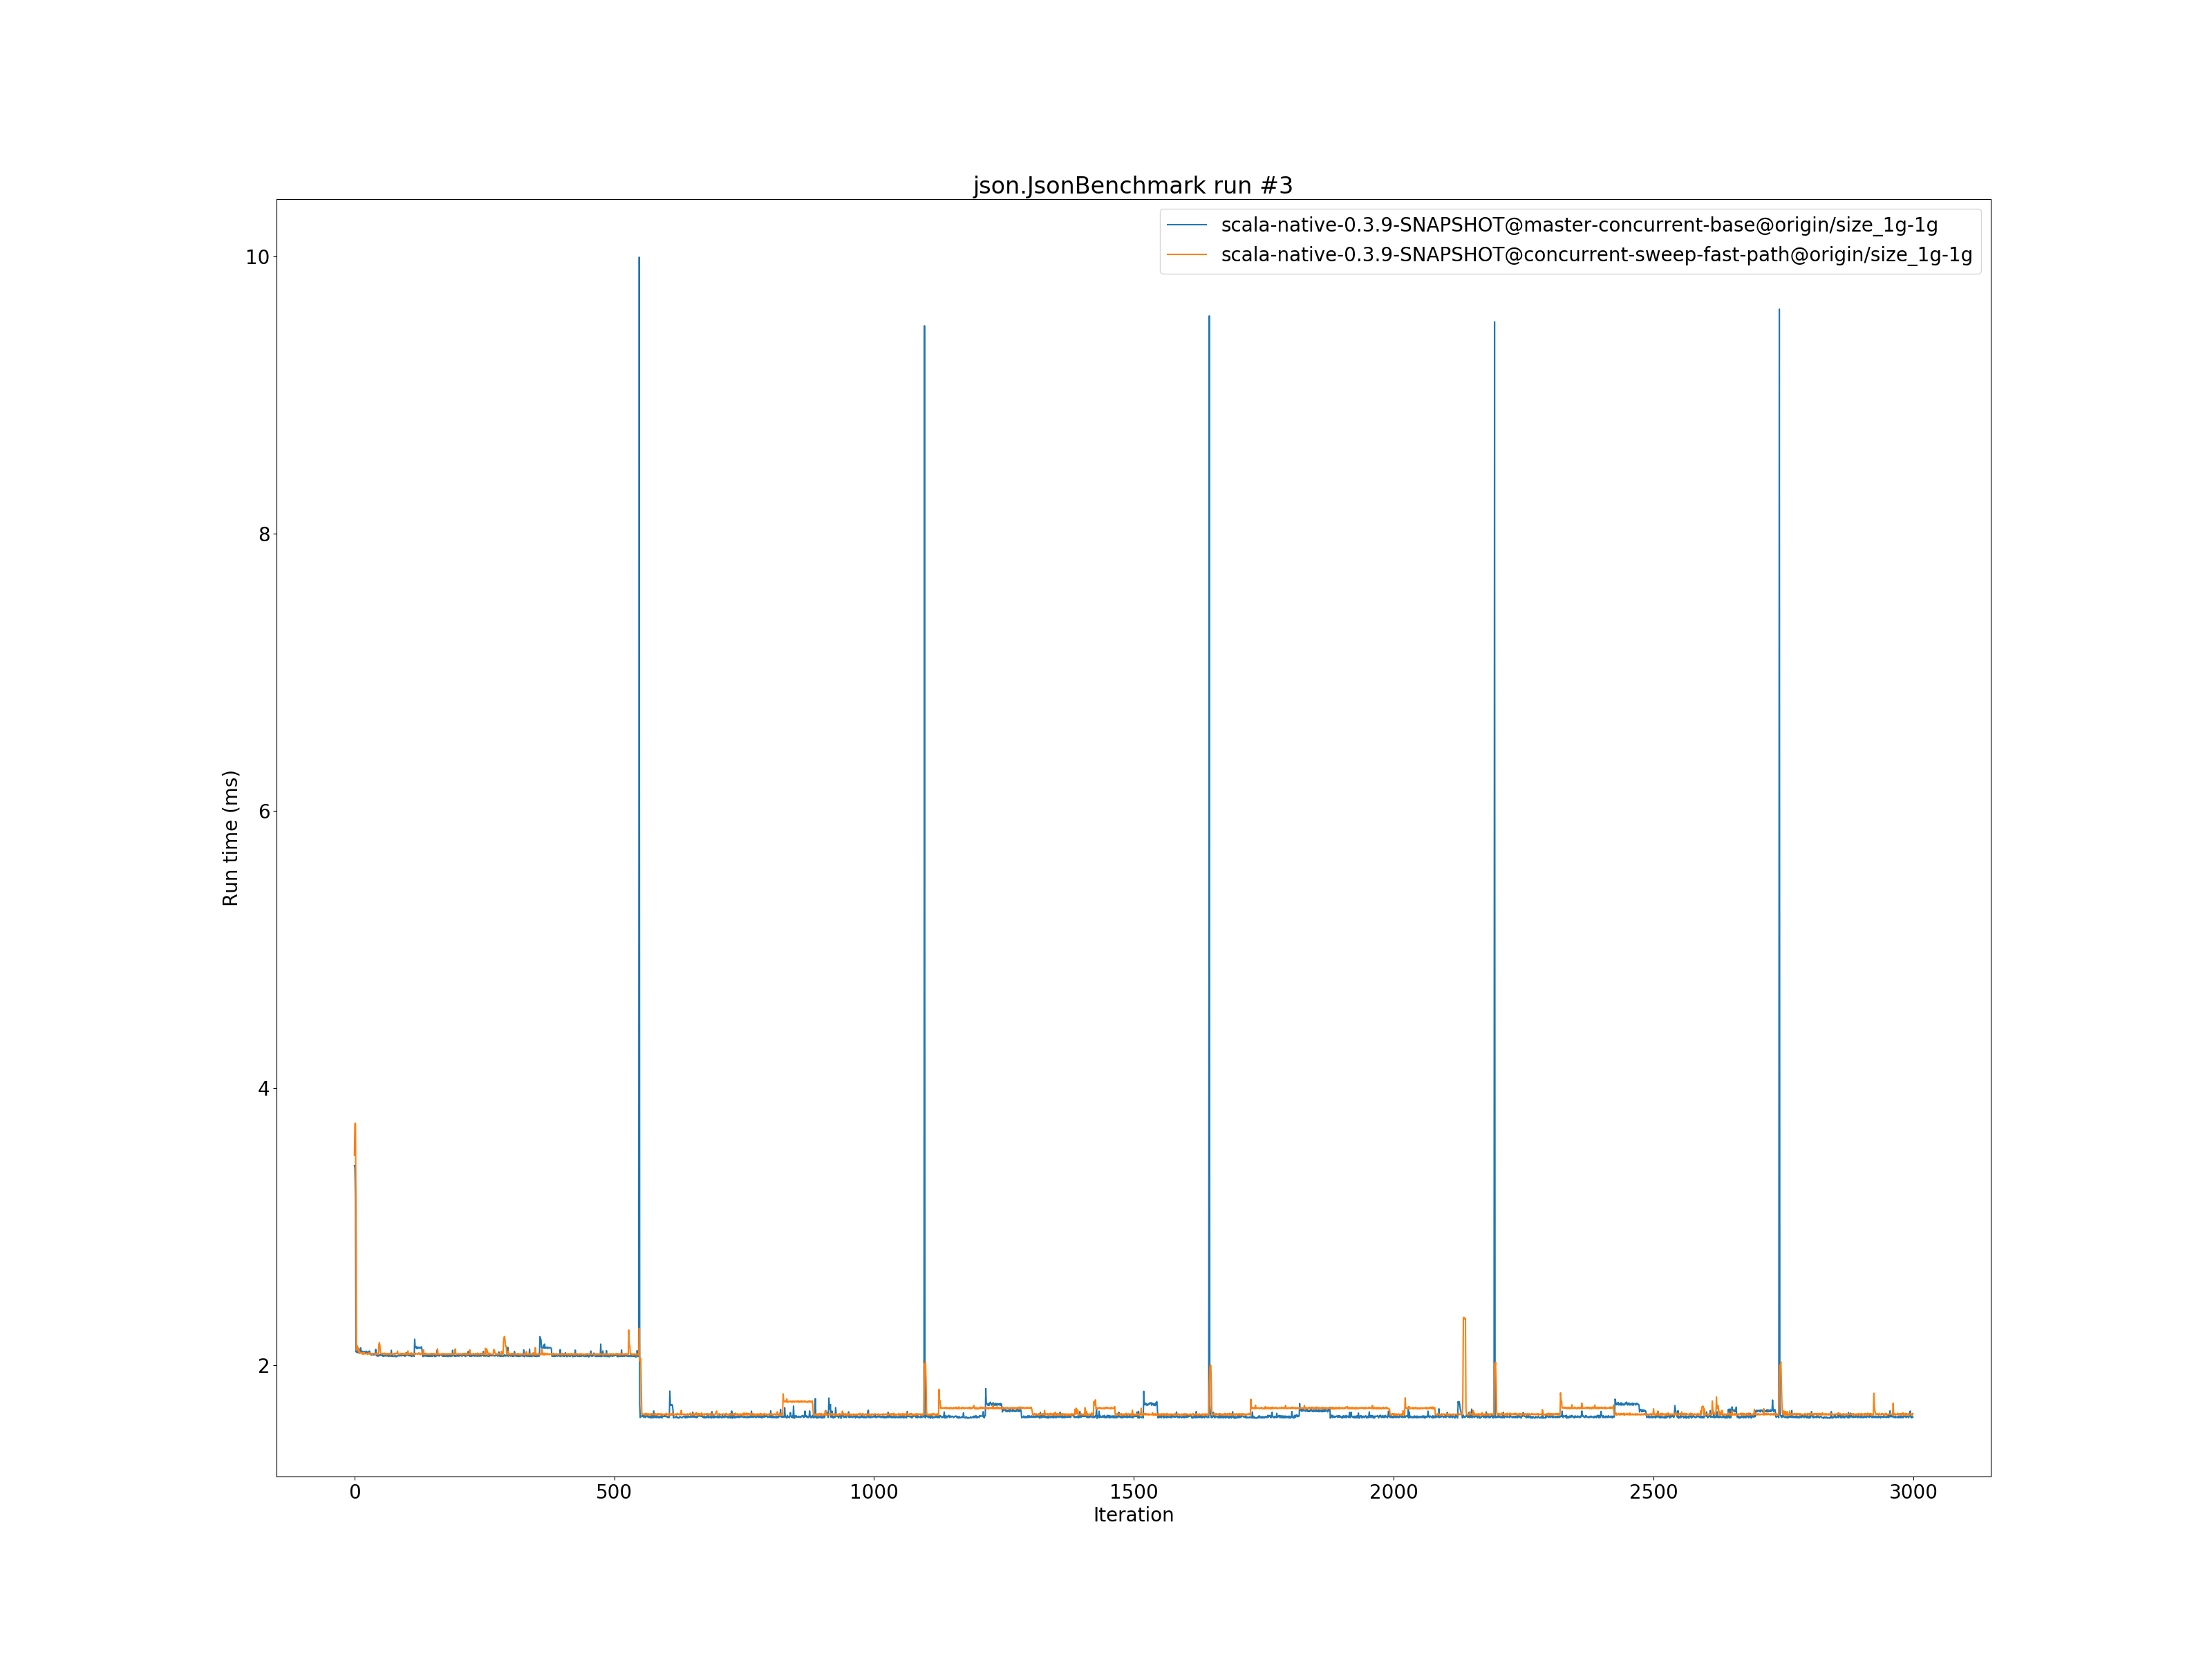 json.JsonBenchmark run #3
scala-native-0.3.9-SNAPSHOT@master-concurrent-base@origin/size_1g-1g
scala-native-0.3.9-SNAPSHOT@concurrent-sweep-fast-path@origin/size_1g-1g
10
8
6
4
2
Run time (ms)
0 500 1000 1500 2000 2500 3000
Iteration